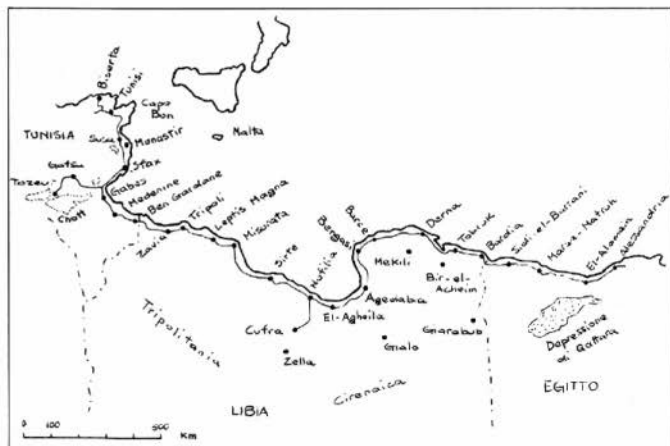 Biserta
Tunisi
Capo
Bon
TUNISIA
Susa
Monastir
Malta
Sfax
Gafsa
Tozeur
Gabes
Chott
Medenine
Ben Gardane
Zavia
Tripoli
Leptis Magna
Misurata
Sirte
Nufilia
El-Agheila
Agedabia
Bengasi
Barce
Derna
Mekili
Tobruk
Bir-el-
Acheim
Bardia
Sidi-el-Barrani
Marsa-Matruh
El-Alamein
Alessandria
Tripolitania
Cufra
Zella
Gialo
Giarabub
Depressione
di Qattara
Cirenaica
LIBIA
EGITTO
0 100 500
Km